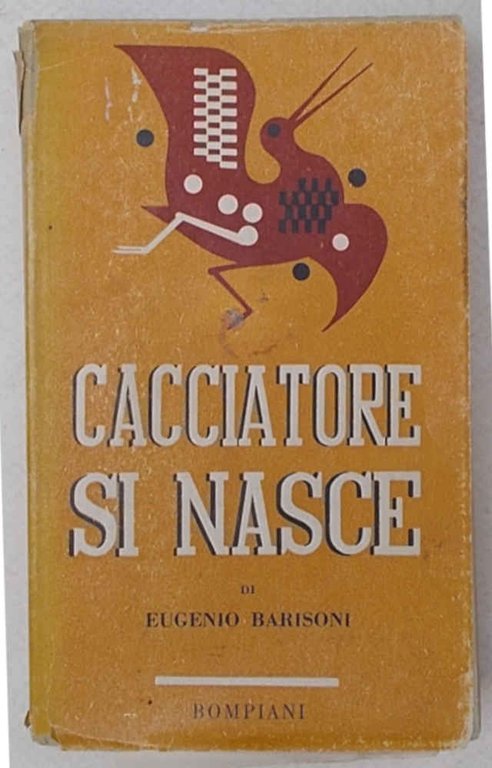 CACCIATORE
SI NASCE
DI
EUGENIO BARISONI
BOMPIANI